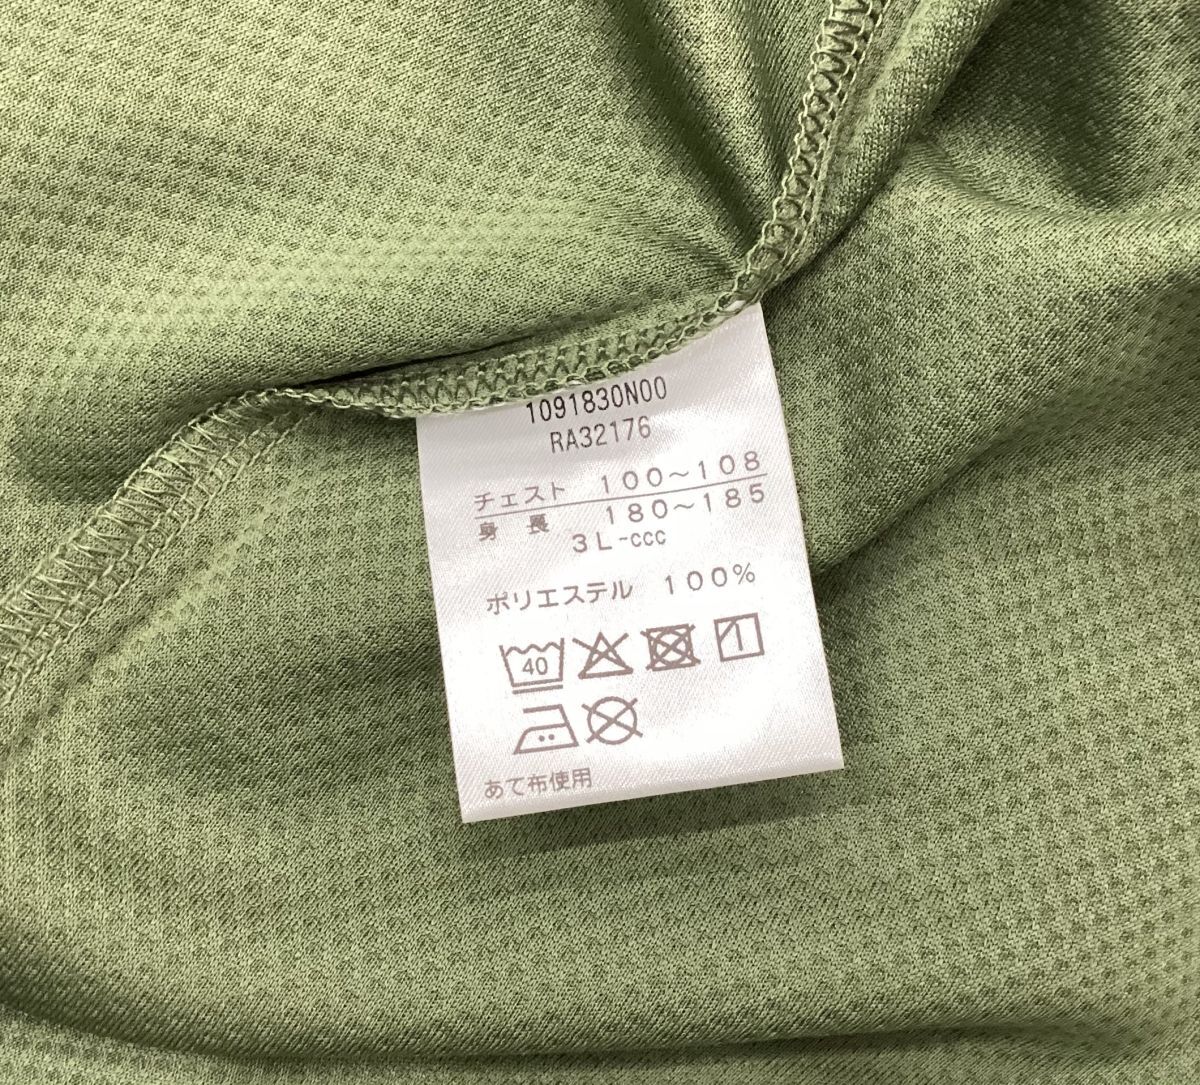 1091830N00
RA32176
チェスト 100〜108
身長 180〜185
3L-ccc
ポリエステル 100%
40
あて布使用